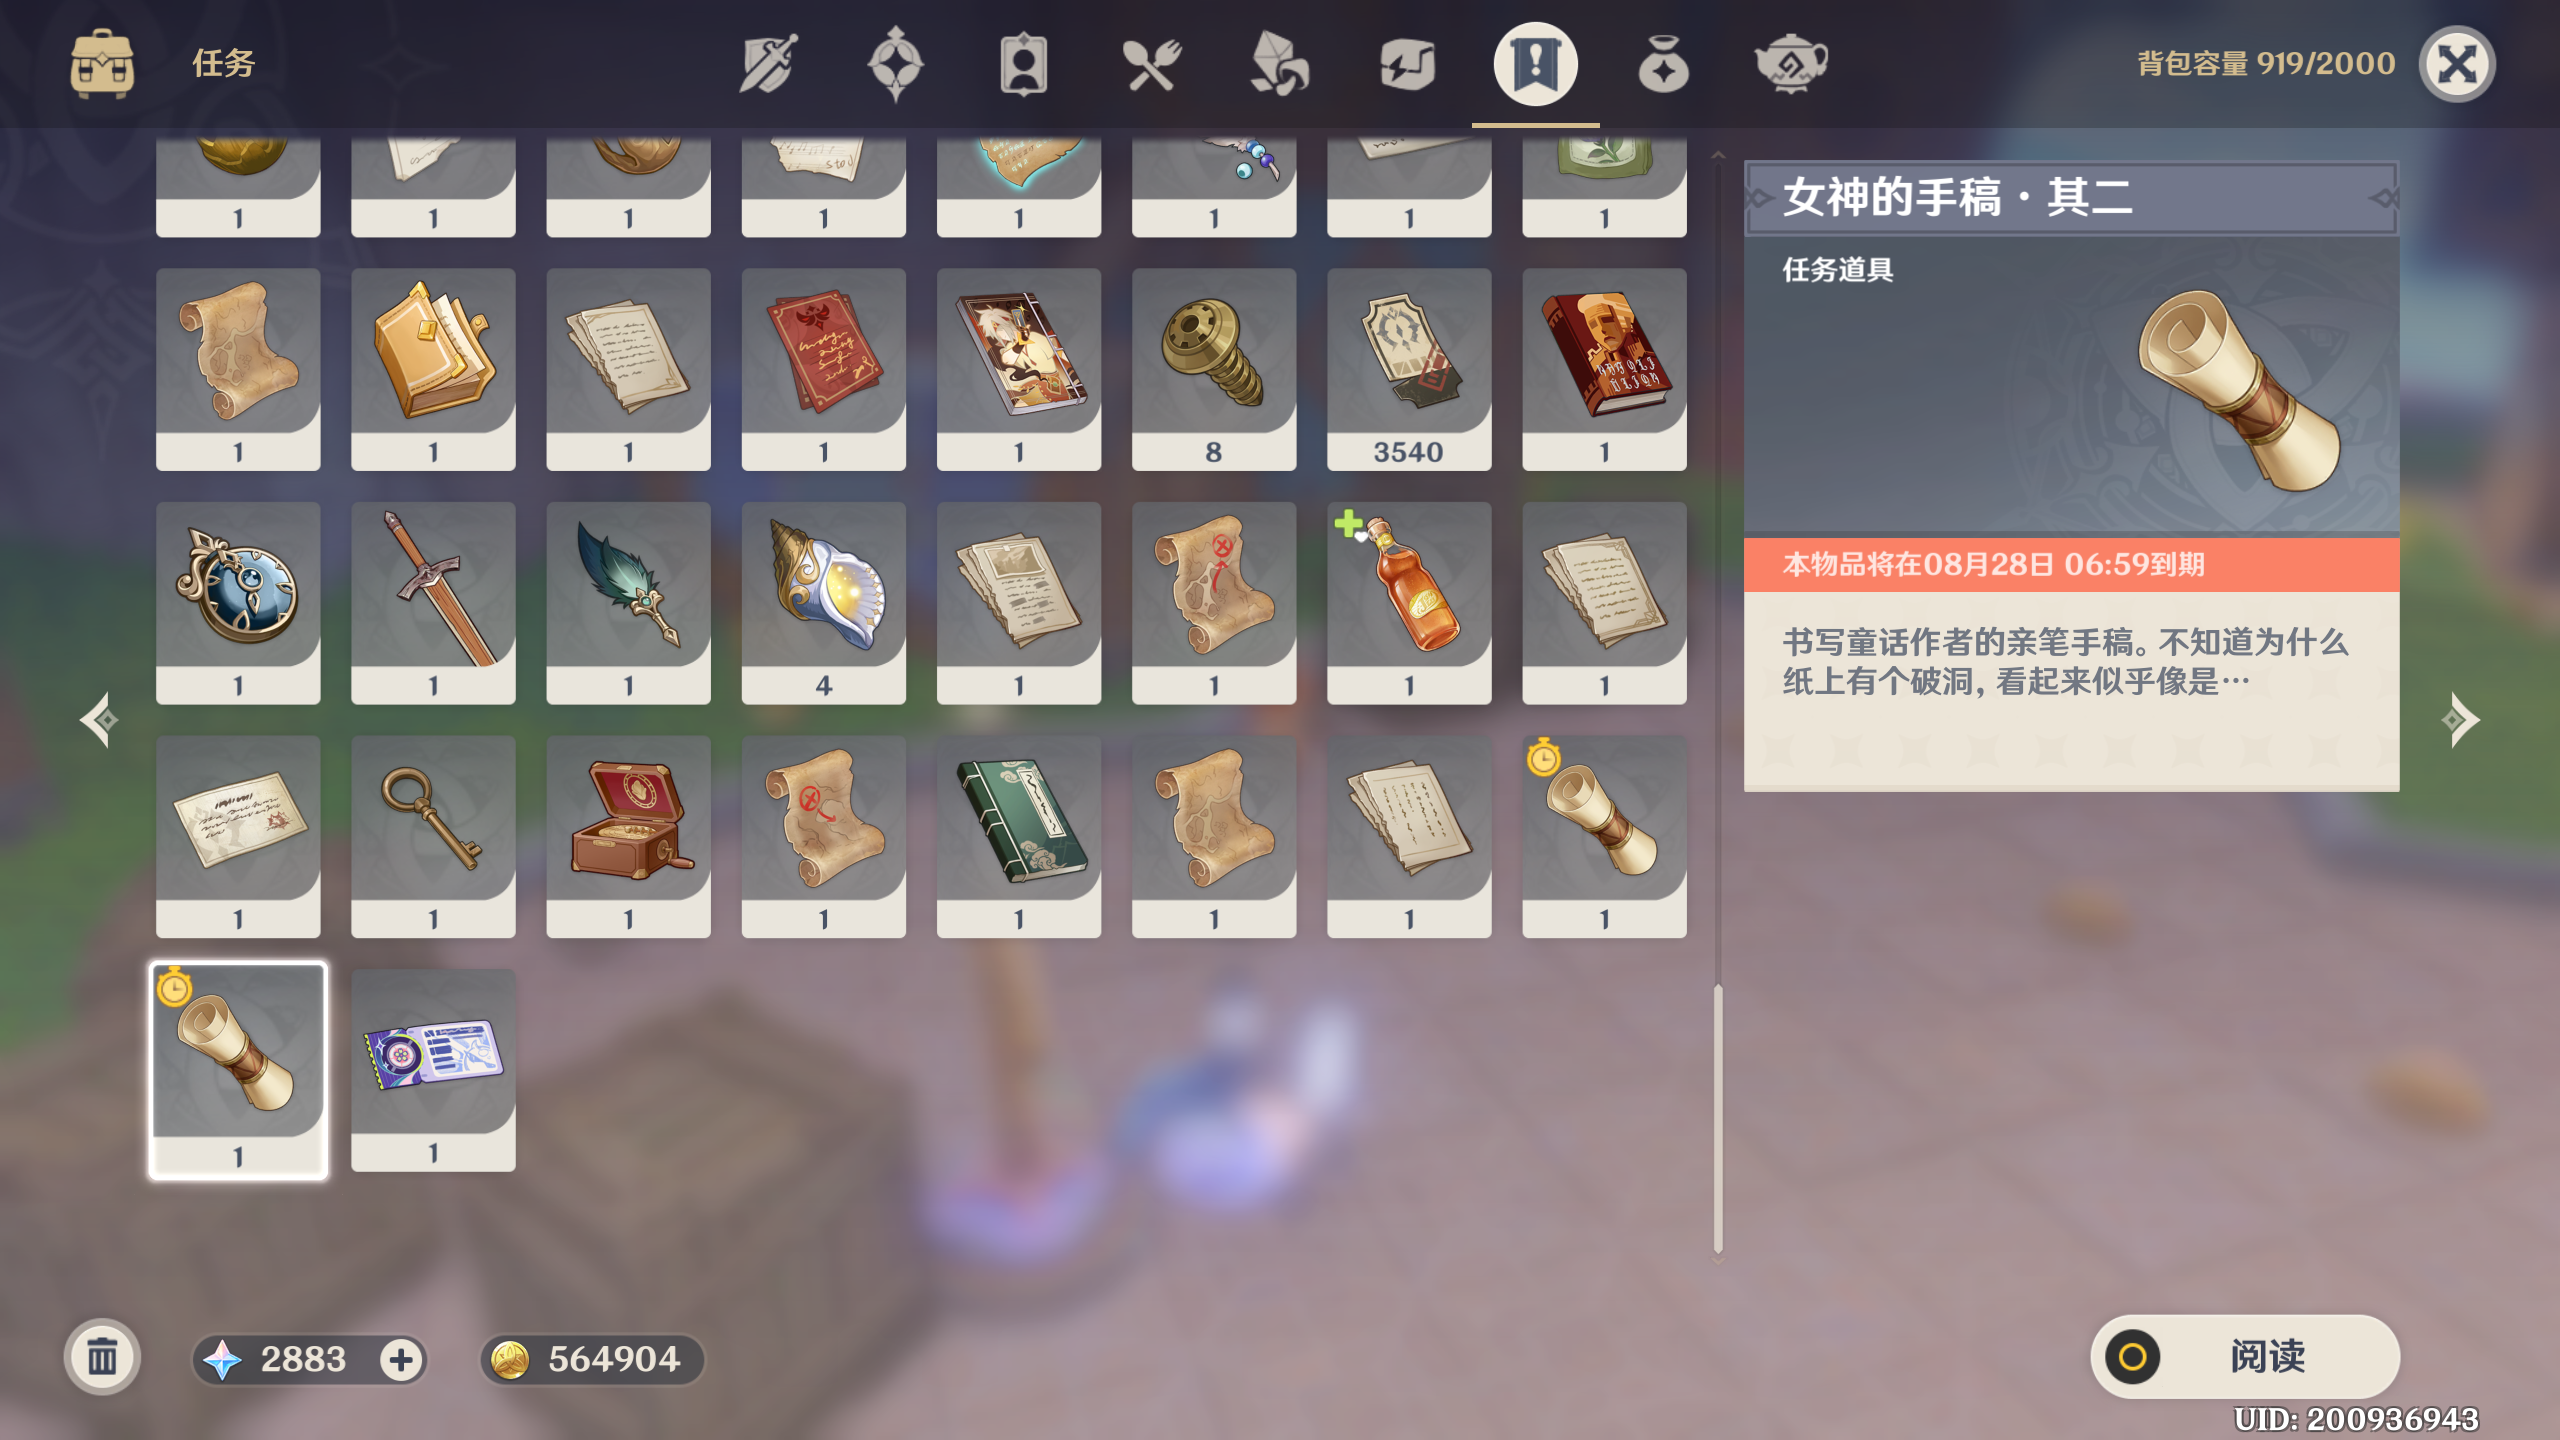 任务
背包容量 919/2000
1 1 1 1 1 1 1 1
1 1 1 1 1 8 3540 1
1 1 1 4 1 1 1 1
1 1 1 1 1 1 1 1
1 1
女神的手稿·其二
任务道具
本物品将在08月28日 06:59到期
书写童话作者的亲笔手稿。不知道为什么
纸上有个破洞，看起来似乎像是…
2883
564904
阅读
UID: 200936943